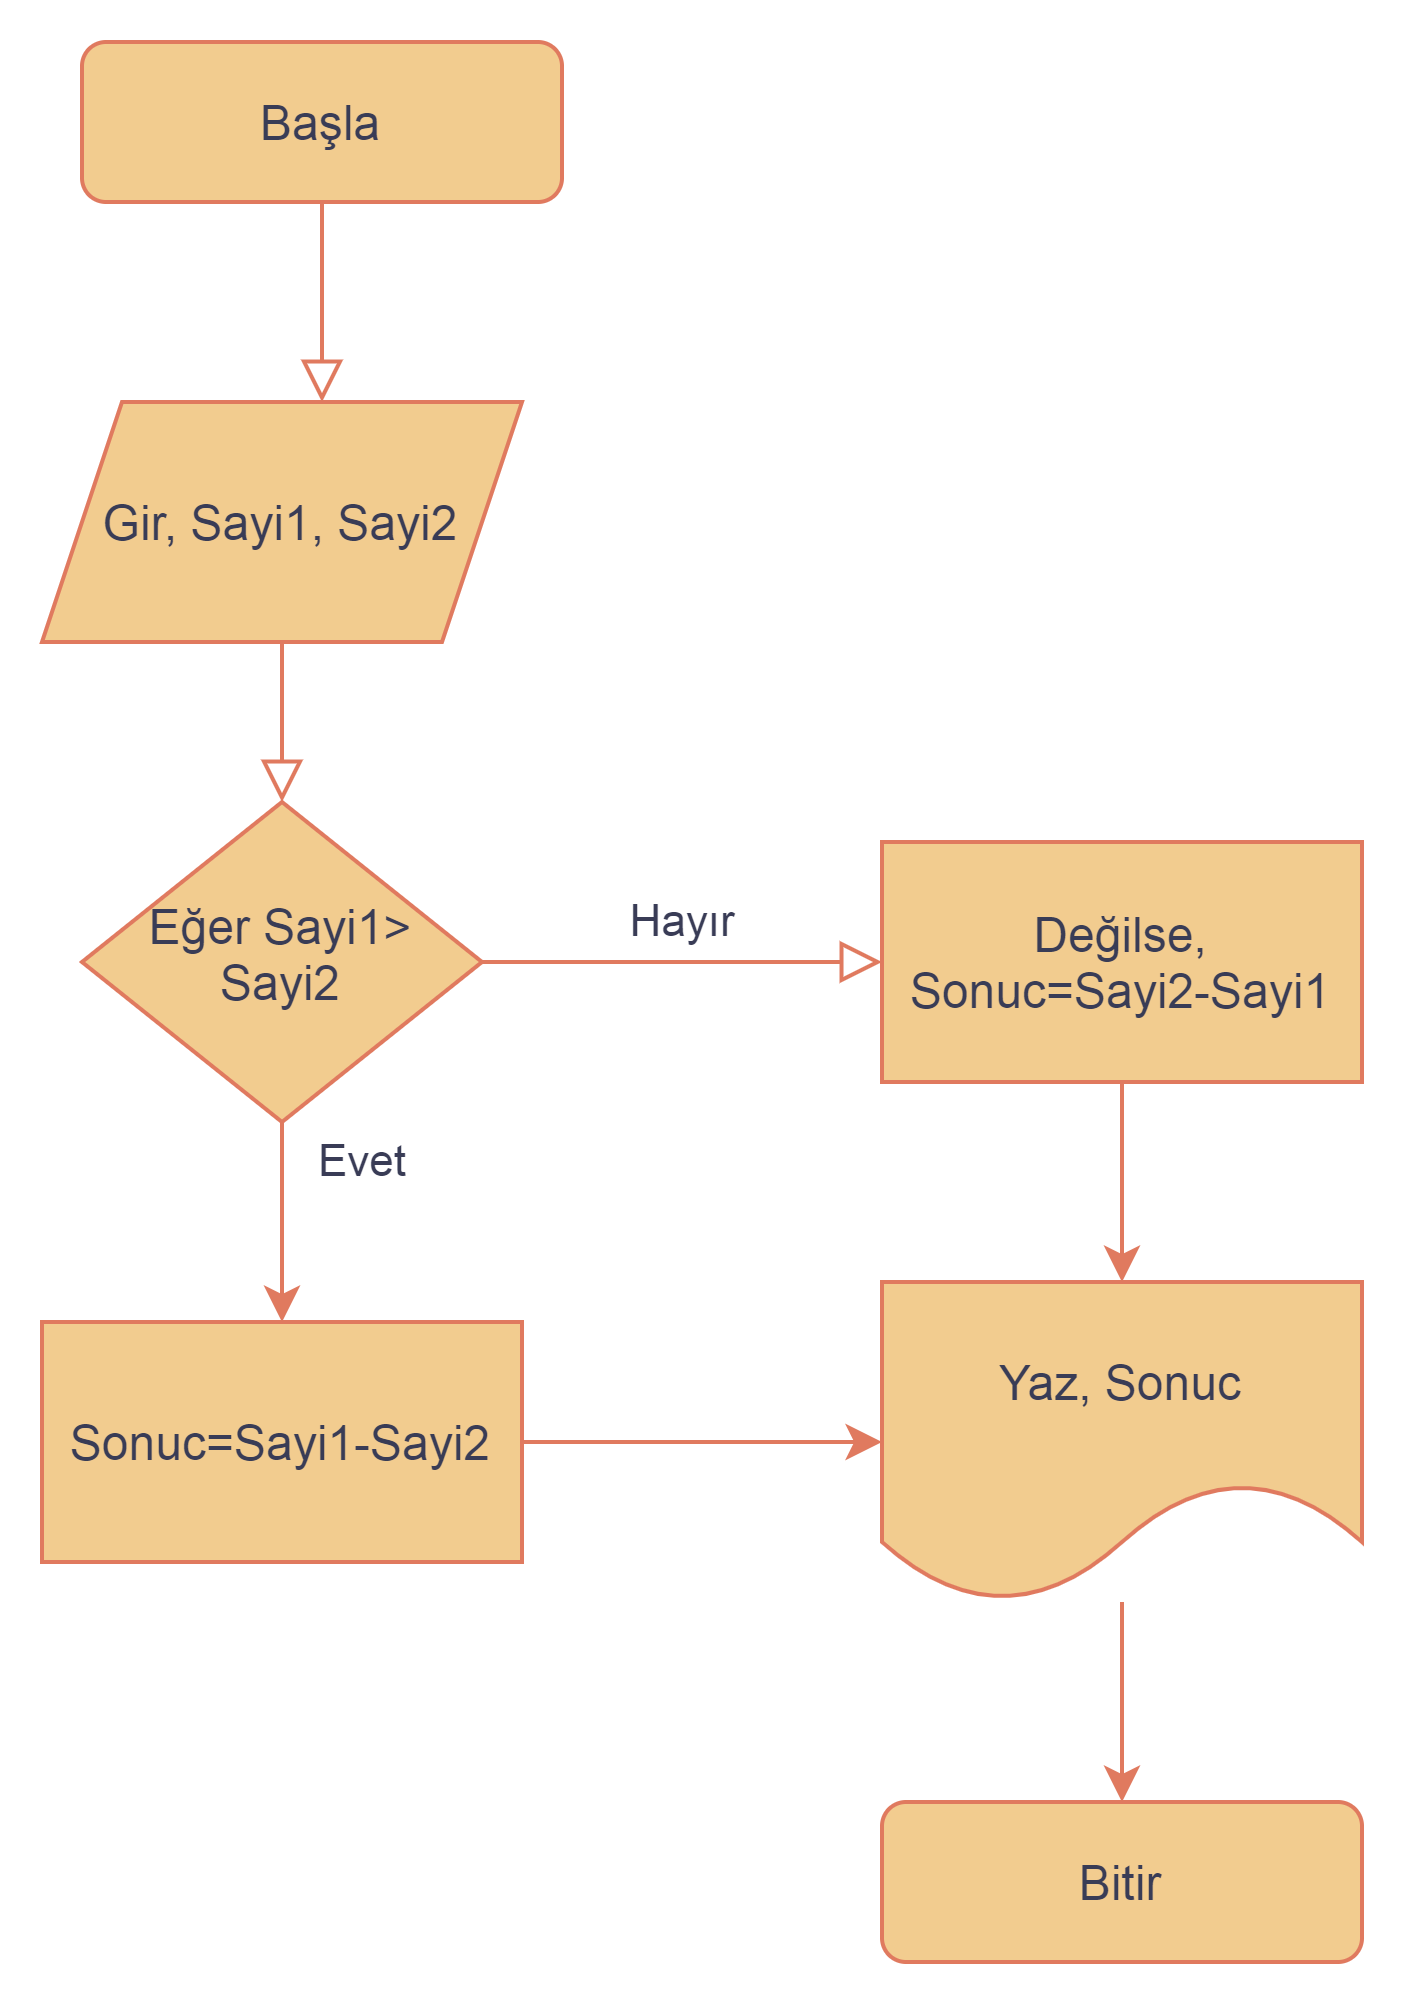 Başla
Gir, Sayi1, Sayi2
Eğer Sayi1>
Sayi2
Hayır
Değilse,
Sonuc=Sayi2-Sayi1
Evet
Sonuc=Sayi1-Sayi2
Yaz, Sonuc
Bitir